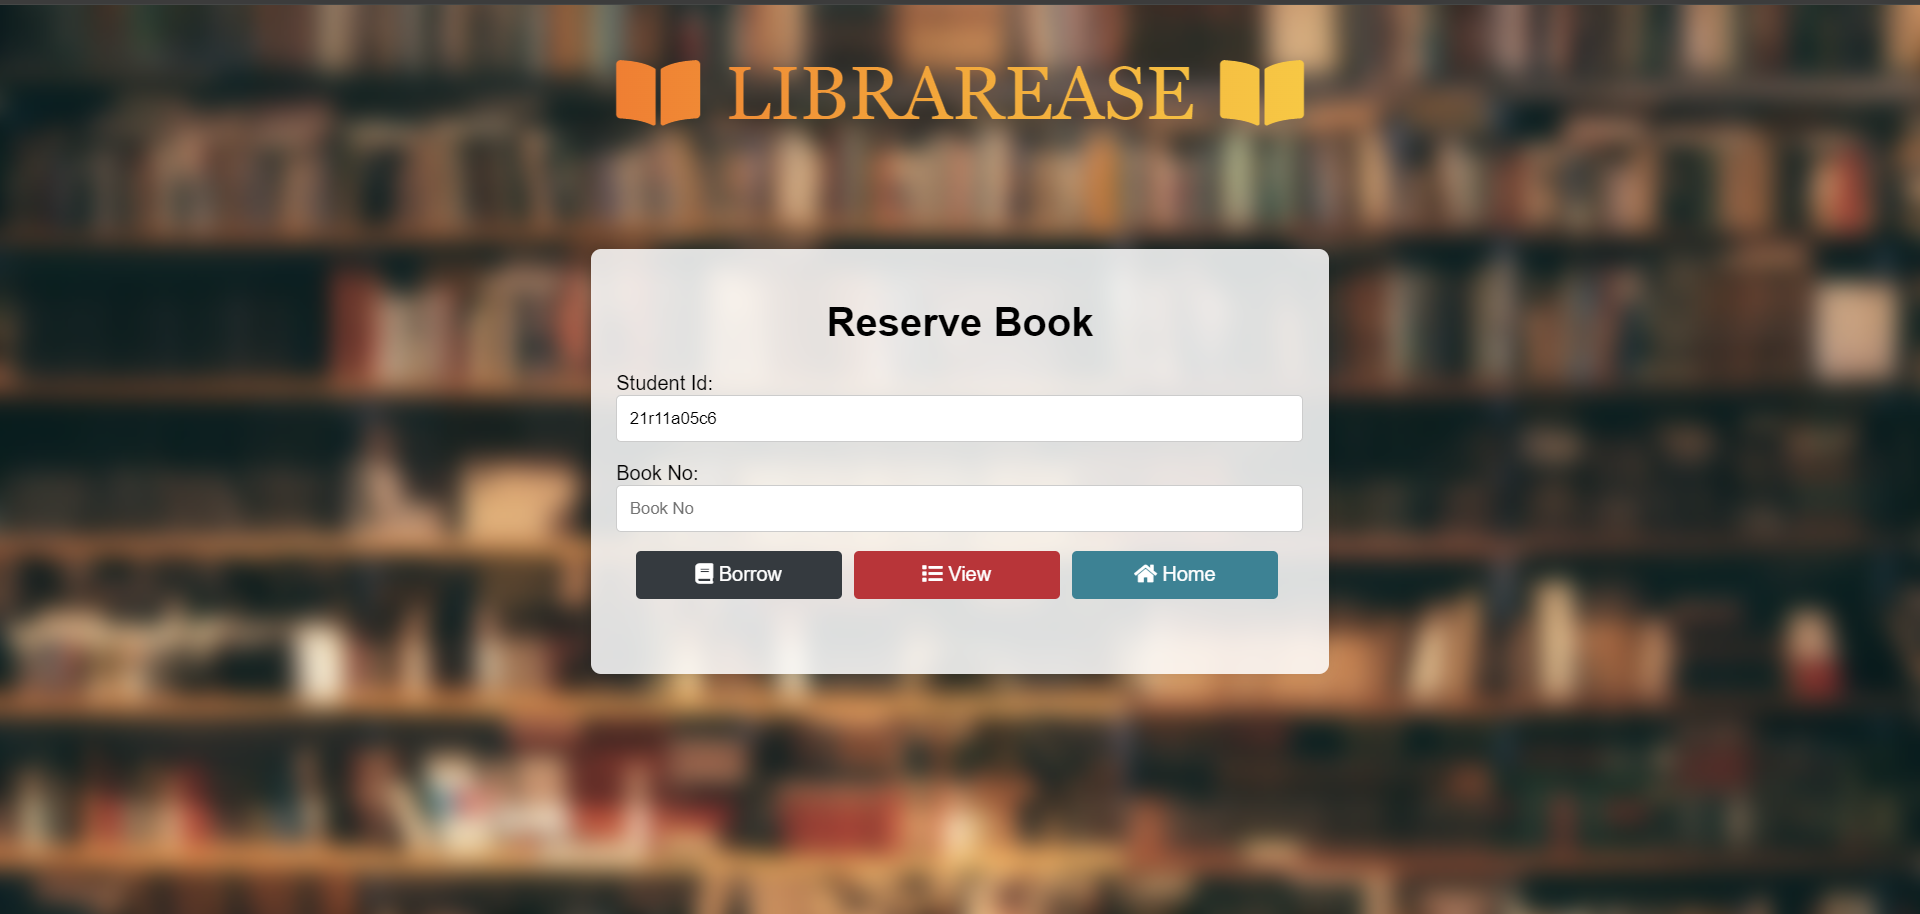 LIBRAREASE
Reserve Book
Student Id:
21r11a05c6
Book No:
Book No
Borrow View Home